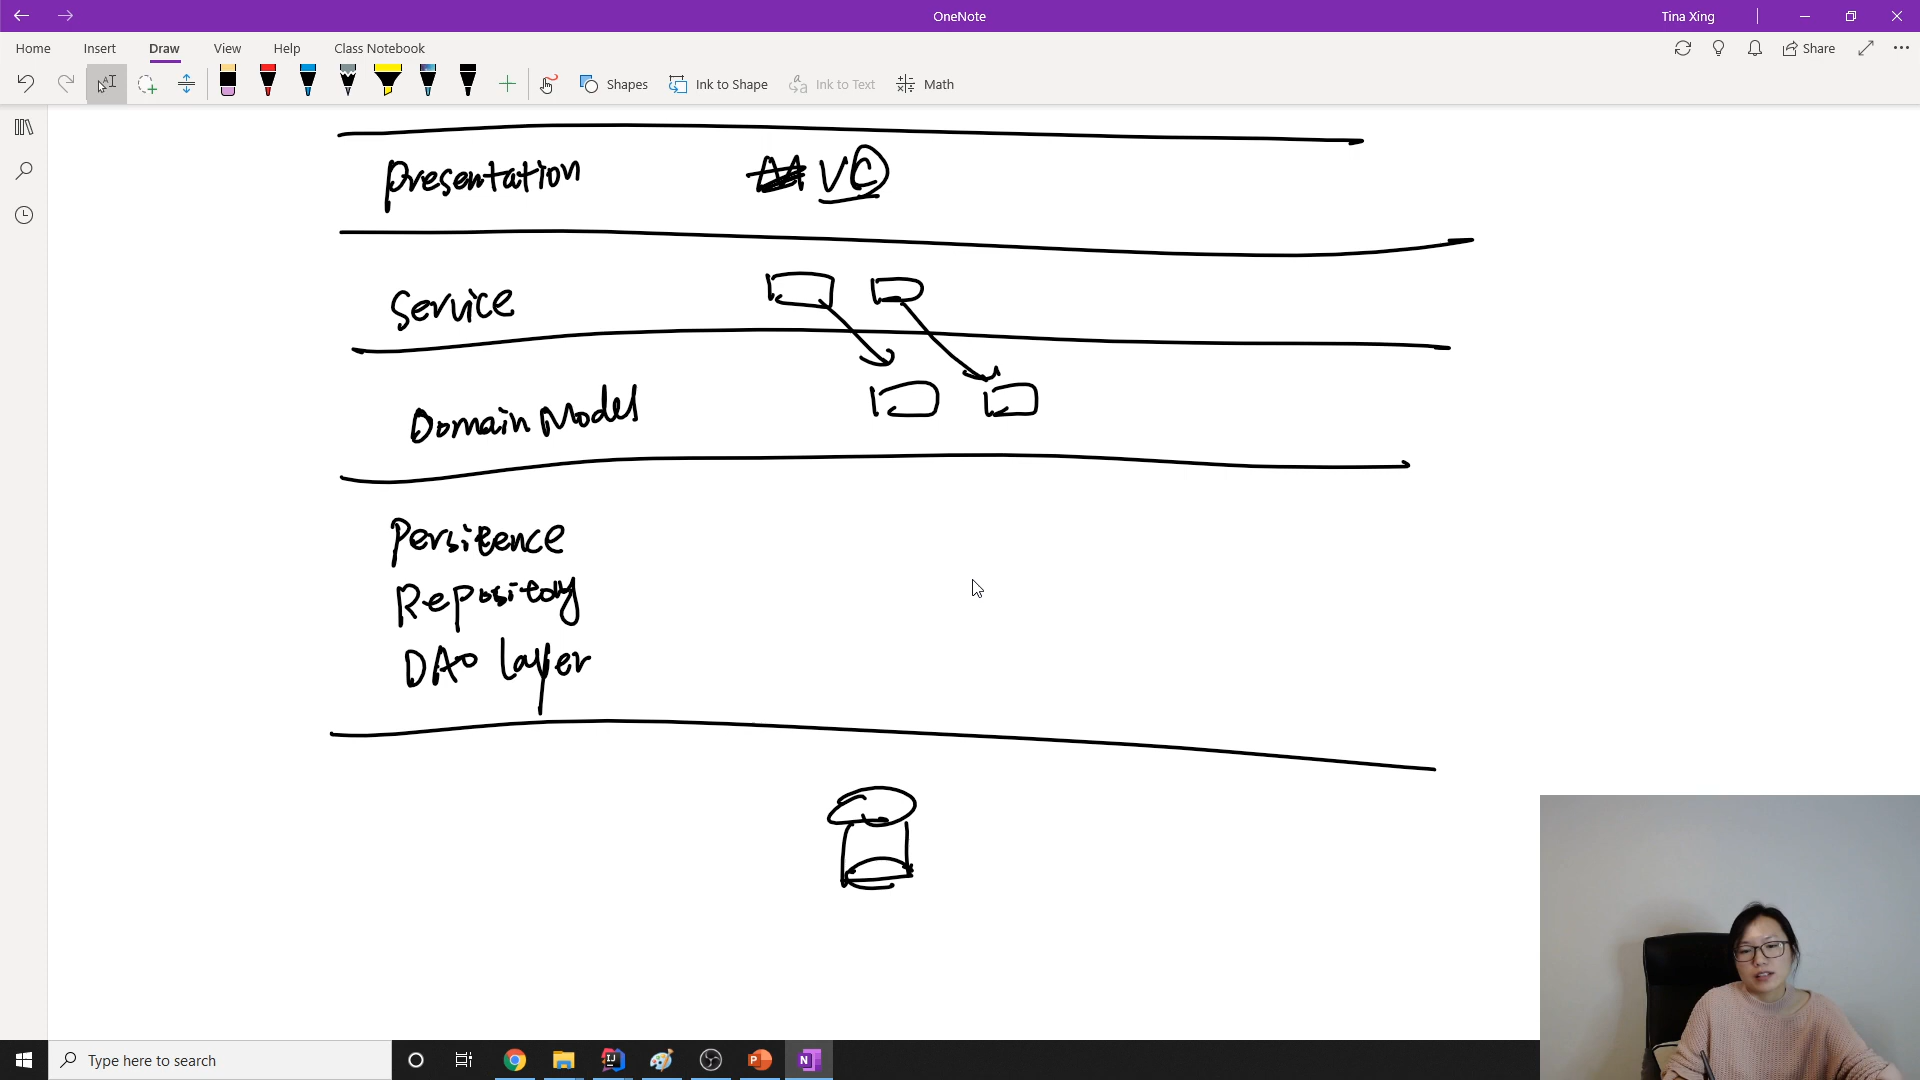 OneNote
Tina Xing
Home Insert Draw View Help Class Notebook
Share
Shapes Ink to Shape Ink to Text Math
Presentation M VC
Service
Domain Model
Persitence
Repository
DAO layer
Type here to search